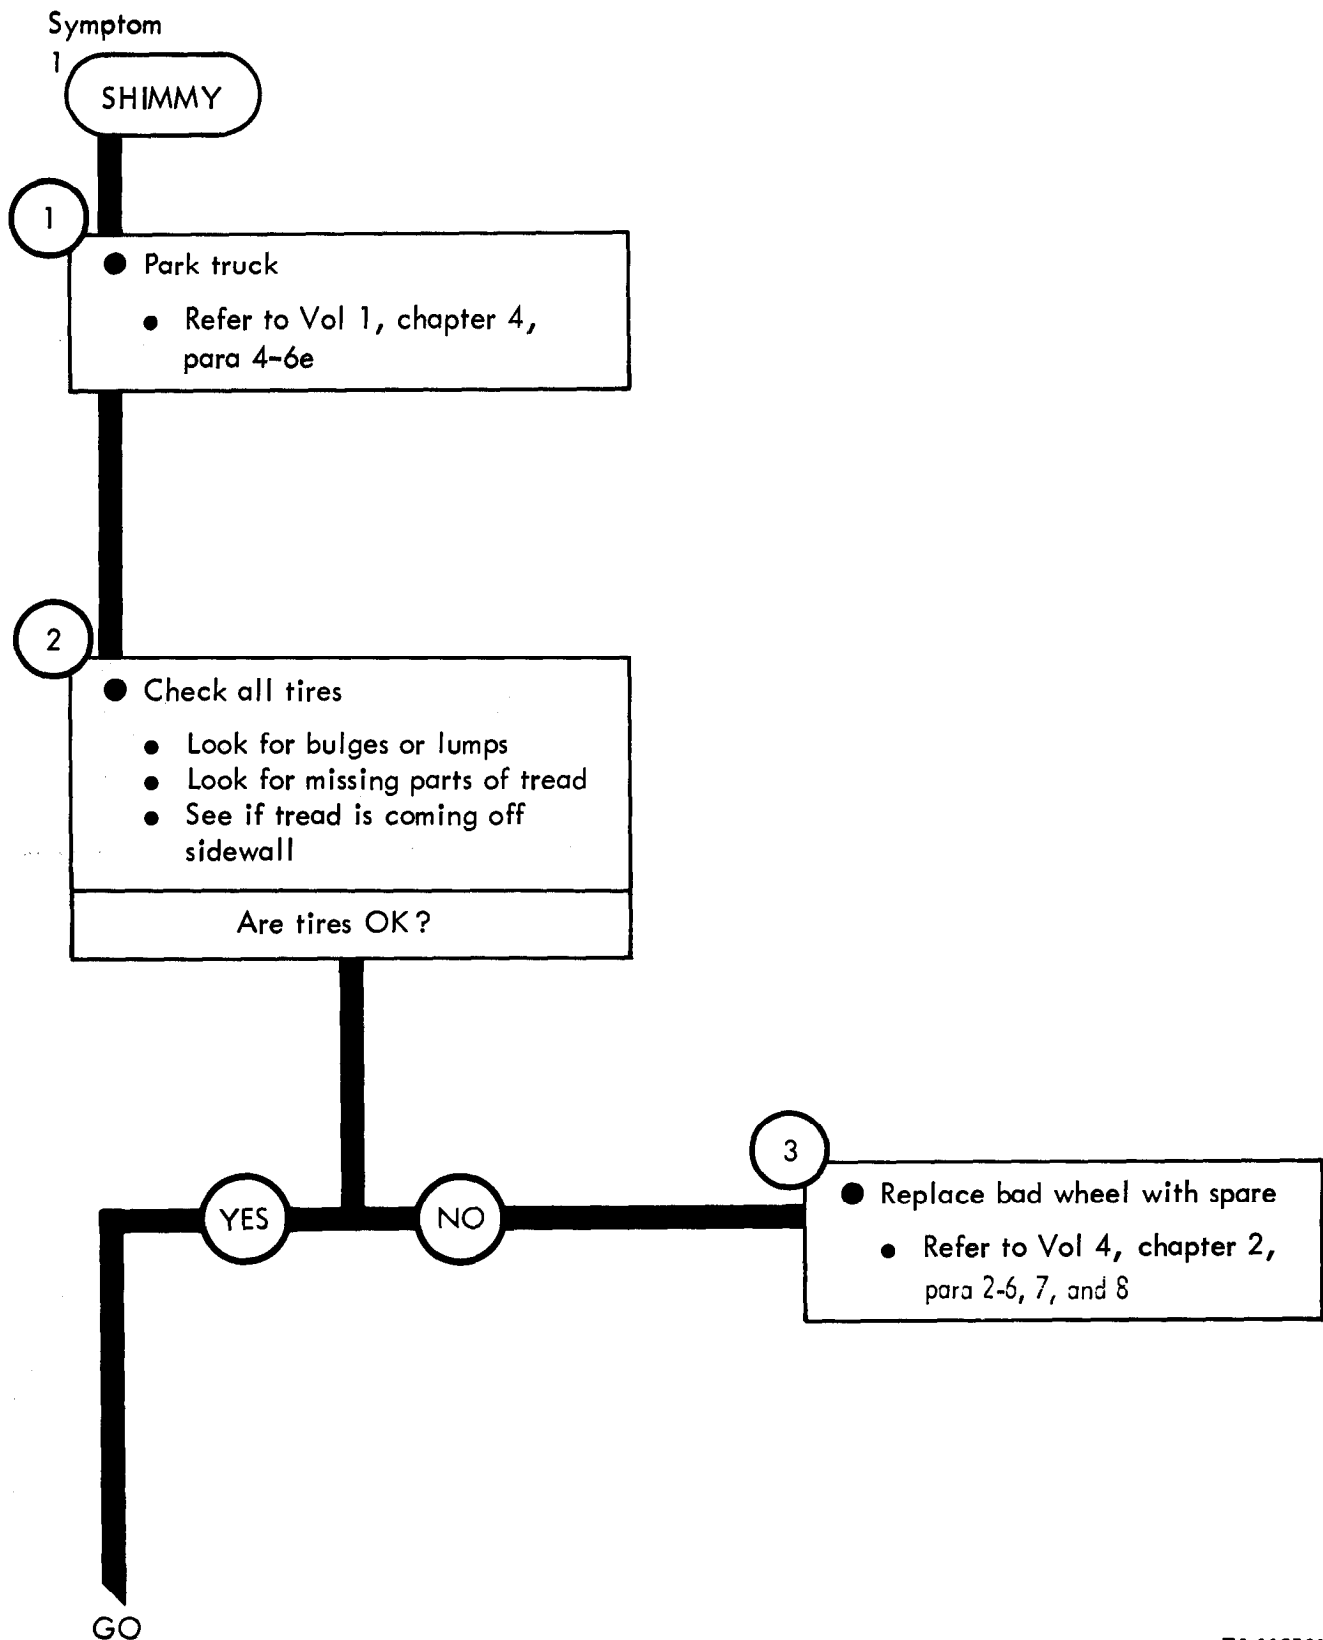 Symptom
1
SHIMMY
1
● Park truck
● Refer to Vol 1, chapter 4,
para 4-6e
2
● Check all tires
● Look for bulges or lumps
● Look for missing parts of tread
● See if tread is coming off
sidewall
Are tires OK?
YES
NO
3
● Replace bad wheel with spare
● Refer to Vol 4, chapter 2,
para 2-6, 7, and 8
GO